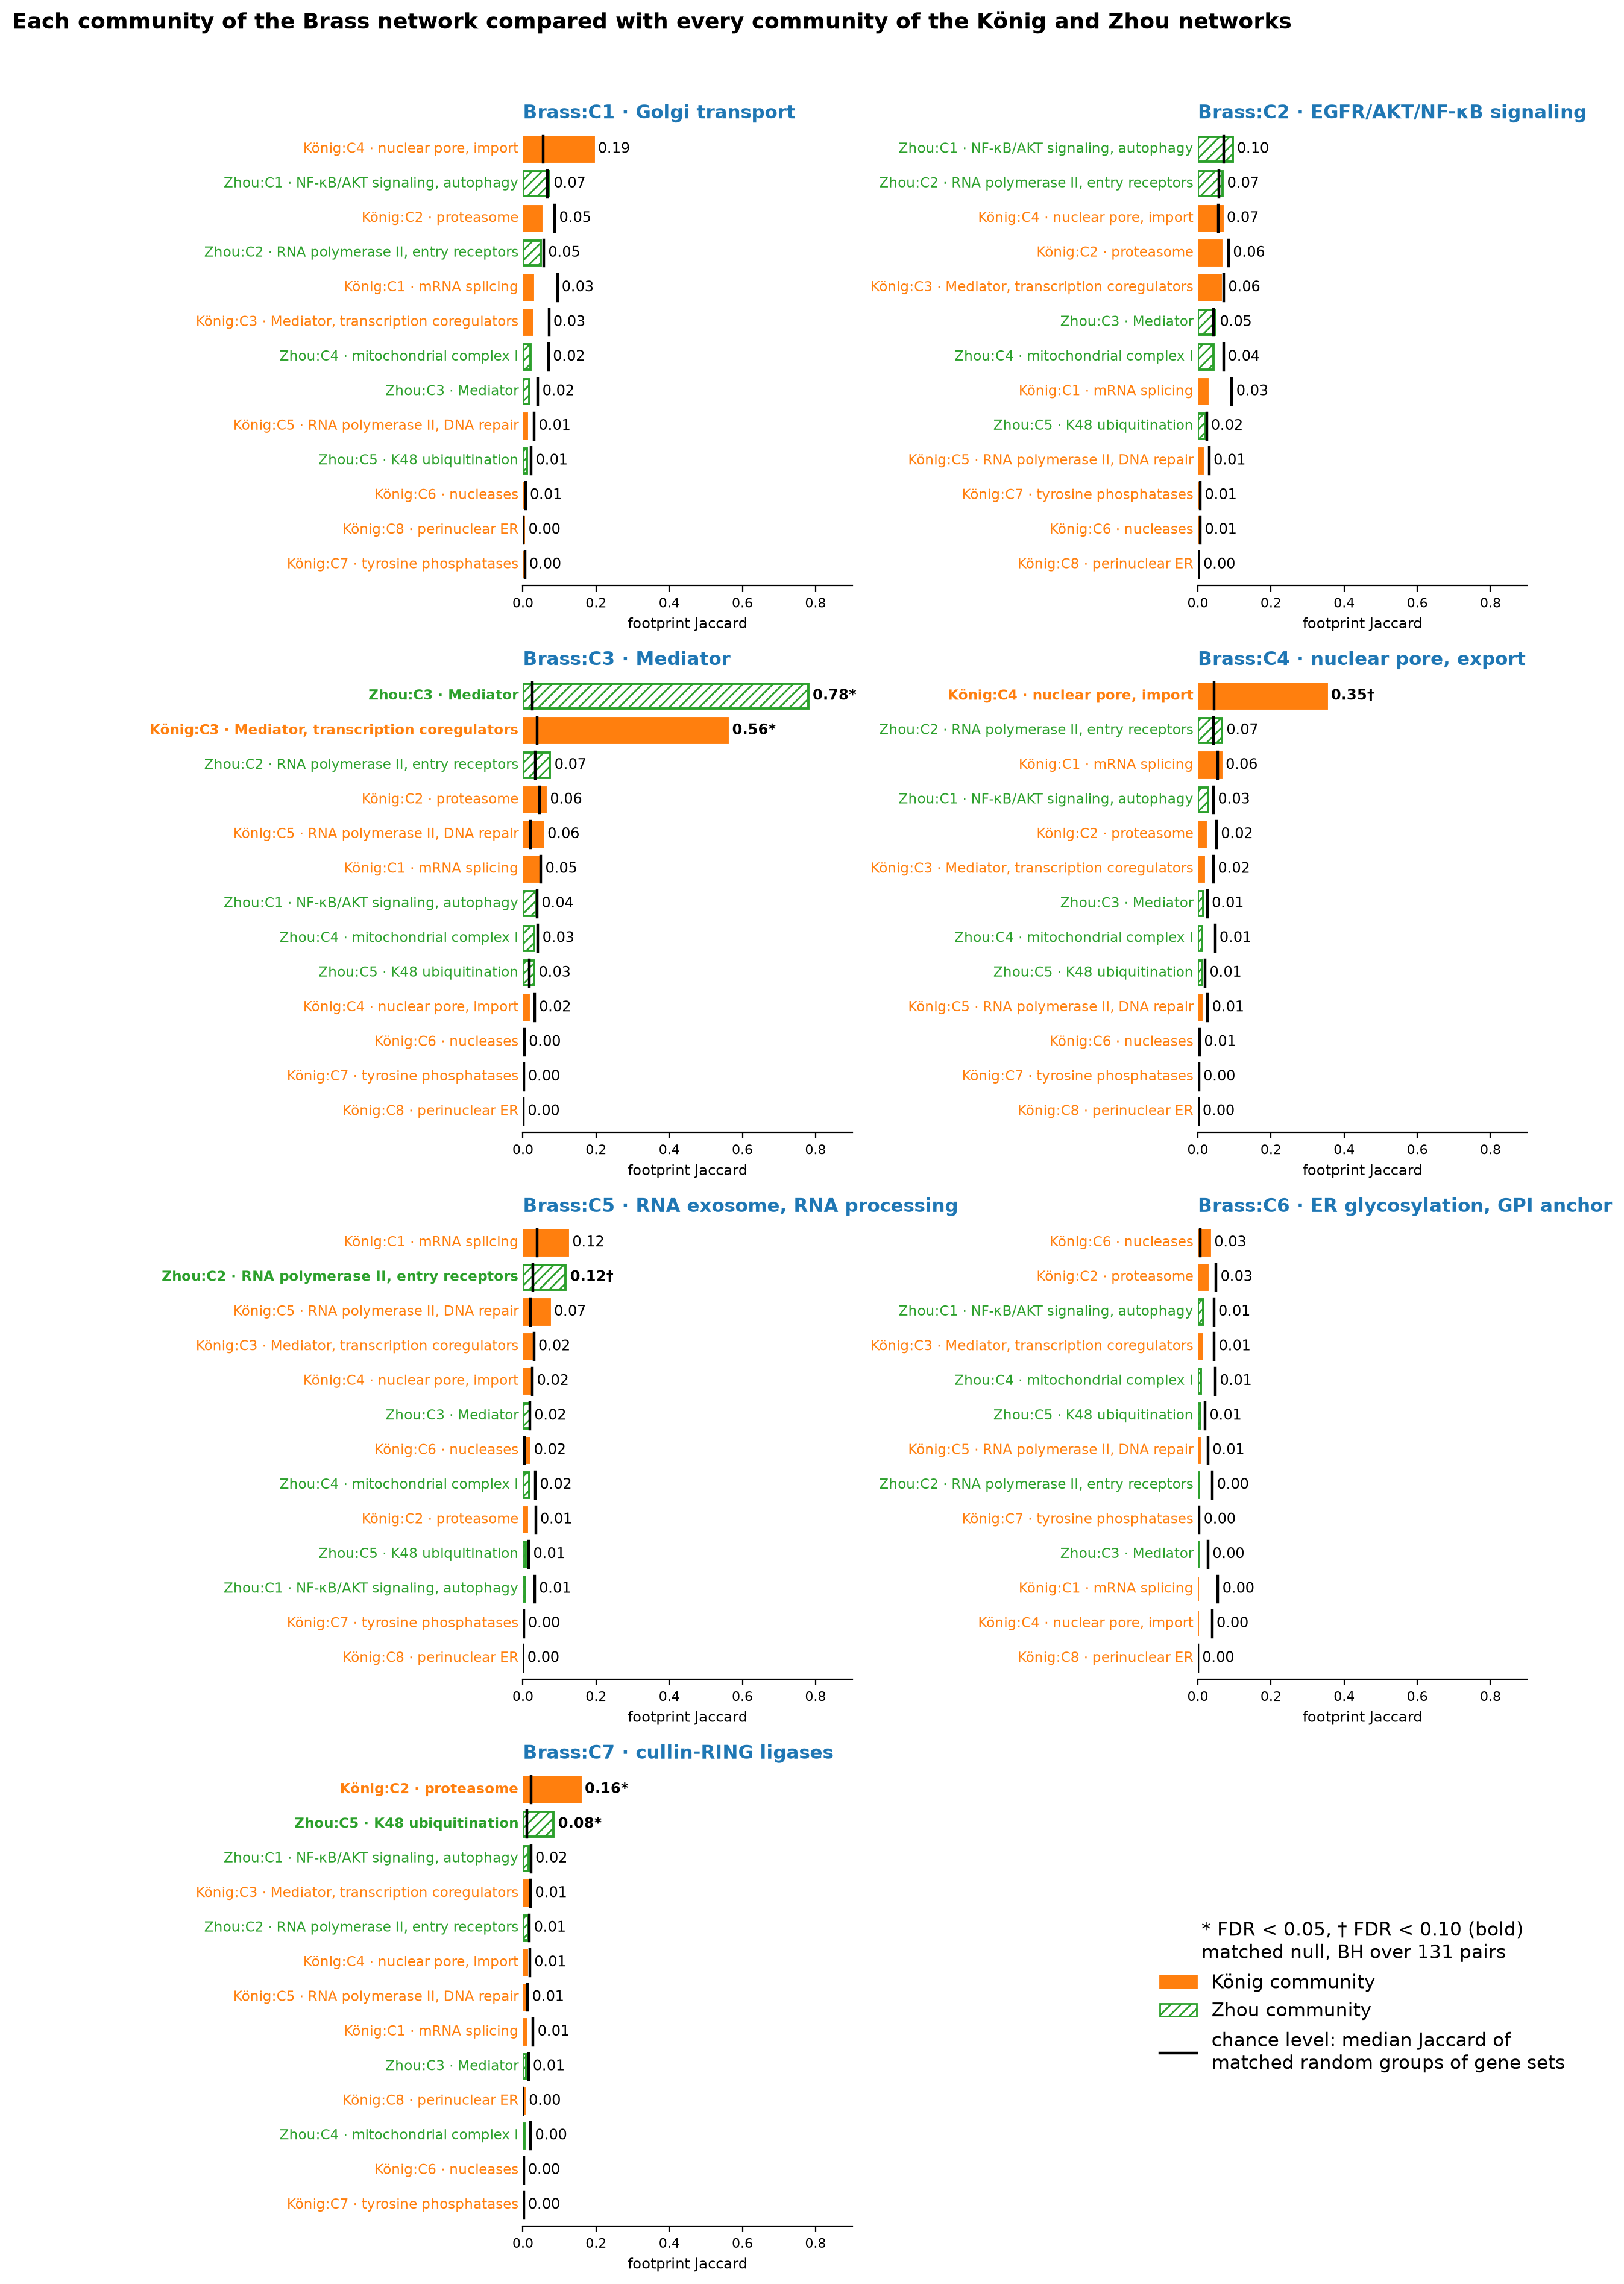 Each community of the Brass network compared with every community of the König and Zhou networks
Brass:C1 · Golgi transport
König:C4 · nuclear pore, import 0.19
Zhou:C1 · NF-κB/AKT signaling, autophagy 0.07
König:C2 · proteasome 0.05
Zhou:C2 · RNA polymerase II, entry receptors 0.05
König:C1 · mRNA splicing 0.03
König:C3 · Mediator, transcription coregulators 0.03
Zhou:C4 · mitochondrial complex I 0.02
Zhou:C3 · Mediator 0.02
König:C5 · RNA polymerase II, DNA repair 0.01
Zhou:C5 · K48 ubiquitination 0.01
König:C6 · nucleases 0.01
König:C8 · perinuclear ER 0.00
König:C7 · tyrosine phosphatases 0.00
0.0 0.2 0.4 0.6 0.8
footprint Jaccard
Brass:C2 · EGFR/AKT/NF-κB signaling
Zhou:C1 · NF-κB/AKT signaling, autophagy 0.10
Zhou:C2 · RNA polymerase II, entry receptors 0.07
König:C4 · nuclear pore, import 0.07
König:C2 · proteasome 0.06
König:C3 · Mediator, transcription coregulators 0.06
Zhou:C3 · Mediator 0.05
Zhou:C4 · mitochondrial complex I 0.04
König:C1 · mRNA splicing 0.03
Zhou:C5 · K48 ubiquitination 0.02
König:C5 · RNA polymerase II, DNA repair 0.01
König:C7 · tyrosine phosphatases 0.01
König:C6 · nucleases 0.01
König:C8 · perinuclear ER 0.00
0.0 0.2 0.4 0.6 0.8
footprint Jaccard
Brass:C3 · Mediator
Zhou:C3 · Mediator 0.78*
König:C3 · Mediator, transcription coregulators 0.56*
Zhou:C2 · RNA polymerase II, entry receptors 0.07
König:C2 · proteasome 0.06
König:C5 · RNA polymerase II, DNA repair 0.06
König:C1 · mRNA splicing 0.05
Zhou:C1 · NF-κB/AKT signaling, autophagy 0.04
Zhou:C4 · mitochondrial complex I 0.03
Zhou:C5 · K48 ubiquitination 0.03
König:C4 · nuclear pore, import 0.02
König:C6 · nucleases 0.00
König:C7 · tyrosine phosphatases 0.00
König:C8 · perinuclear ER 0.00
0.0 0.2 0.4 0.6 0.8
footprint Jaccard
Brass:C4 · nuclear pore, export
König:C4 · nuclear pore, import 0.35†
Zhou:C2 · RNA polymerase II, entry receptors 0.07
König:C1 · mRNA splicing 0.06
Zhou:C1 · NF-κB/AKT signaling, autophagy 0.03
König:C2 · proteasome 0.02
König:C3 · Mediator, transcription coregulators 0.02
Zhou:C3 · Mediator 0.01
Zhou:C4 · mitochondrial complex I 0.01
Zhou:C5 · K48 ubiquitination 0.01
König:C5 · RNA polymerase II, DNA repair 0.01
König:C6 · nucleases 0.01
König:C7 · tyrosine phosphatases 0.00
König:C8 · perinuclear ER 0.00
0.0 0.2 0.4 0.6 0.8
footprint Jaccard
Brass:C5 · RNA exosome, RNA processing
König:C1 · mRNA splicing 0.12
Zhou:C2 · RNA polymerase II, entry receptors 0.12†
König:C5 · RNA polymerase II, DNA repair 0.07
König:C3 · Mediator, transcription coregulators 0.02
König:C4 · nuclear pore, import 0.02
Zhou:C3 · Mediator 0.02
König:C6 · nucleases 0.02
Zhou:C4 · mitochondrial complex I 0.02
König:C2 · proteasome 0.01
Zhou:C5 · K48 ubiquitination 0.01
Zhou:C1 · NF-κB/AKT signaling, autophagy 0.01
König:C7 · tyrosine phosphatases 0.00
König:C8 · perinuclear ER 0.00
0.0 0.2 0.4 0.6 0.8
footprint Jaccard
Brass:C6 · ER glycosylation, GPI anchor
König:C6 · nucleases 0.03
König:C2 · proteasome 0.03
Zhou:C1 · NF-κB/AKT signaling, autophagy 0.01
König:C3 · Mediator, transcription coregulators 0.01
Zhou:C4 · mitochondrial complex I 0.01
Zhou:C5 · K48 ubiquitination 0.01
König:C5 · RNA polymerase II, DNA repair 0.01
Zhou:C2 · RNA polymerase II, entry receptors 0.00
König:C7 · tyrosine phosphatases 0.00
Zhou:C3 · Mediator 0.00
König:C1 · mRNA splicing 0.00
König:C4 · nuclear pore, import 0.00
König:C8 · perinuclear ER 0.00
0.0 0.2 0.4 0.6 0.8
footprint Jaccard
Brass:C7 · cullin-RING ligases
König:C2 · proteasome 0.16*
Zhou:C5 · K48 ubiquitination 0.08*
Zhou:C1 · NF-κB/AKT signaling, autophagy 0.02
König:C3 · Mediator, transcription coregulators 0.01
Zhou:C2 · RNA polymerase II, entry receptors 0.01
König:C4 · nuclear pore, import 0.01
König:C5 · RNA polymerase II, DNA repair 0.01
König:C1 · mRNA splicing 0.01
Zhou:C3 · Mediator 0.01
König:C8 · perinuclear ER 0.00
Zhou:C4 · mitochondrial complex I 0.00
König:C6 · nucleases 0.00
König:C7 · tyrosine phosphatases 0.00
0.0 0.2 0.4 0.6 0.8
footprint Jaccard
* FDR < 0.05, † FDR < 0.10 (bold)
matched null, BH over 131 pairs
König community
Zhou community
chance level: median Jaccard of
matched random groups of gene sets